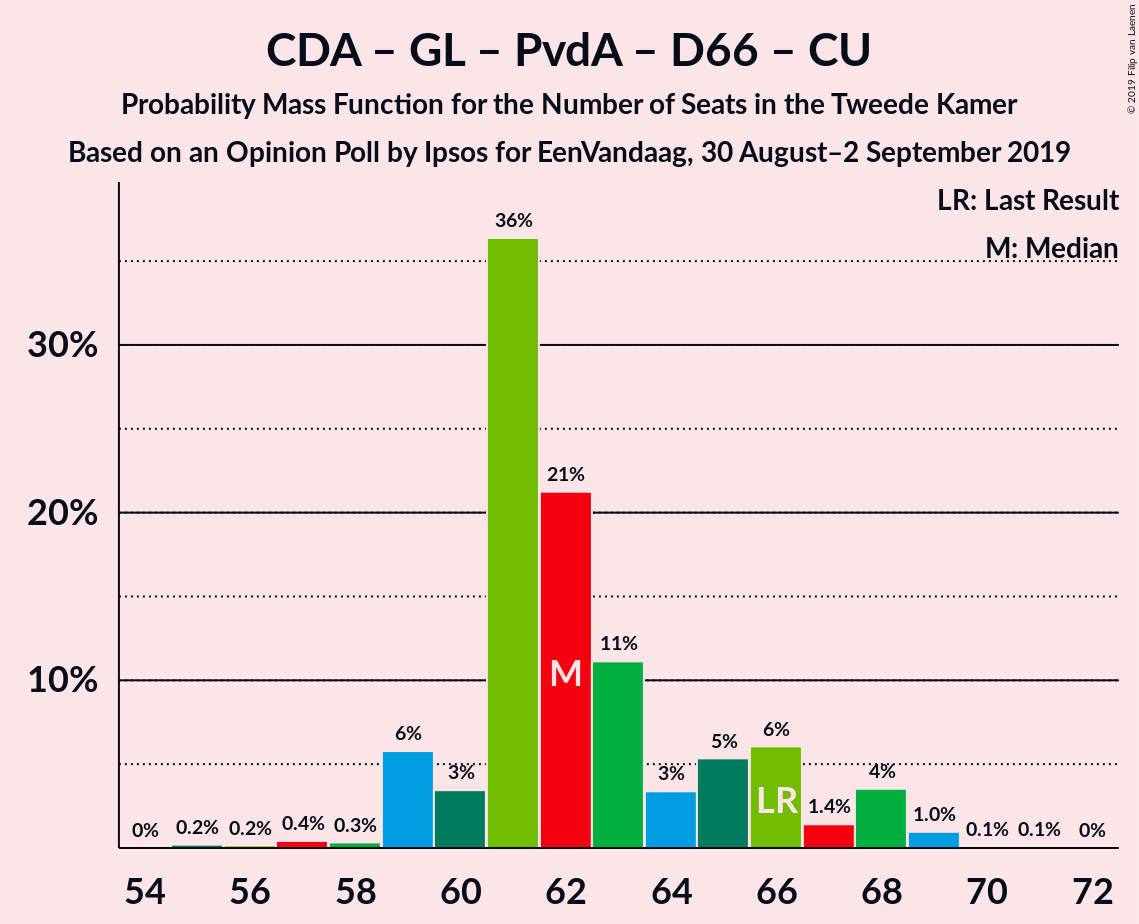 CDA – GL – PvdA – D66 – CU
Probability Mass Function for the Number of Seats in the Tweede Kamer
Based on an Opinion Poll by Ipsos for EenVandaag, 30 August–2 September 2019
© 2019 Filip van Laenen
LR: Last Result
M: Median
30%
20%
10%
0%
0.2%
0.2%
0.4%
0.3%
6%
3%
36%
21%
11%
3%
5%
6%
1.4%
4%
1.0%
0.1%
0.1%
0%
M
LR
54 56 58 60 62 64 66 68 70 72